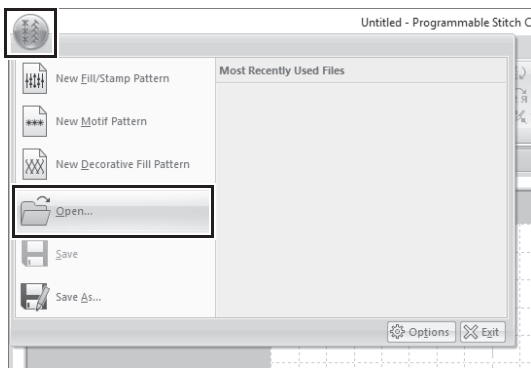 Untitled - Programmable Stitch C
New Fill/Stamp Pattern
Most Recently Used Files
New Motif Pattern
New Decorative Fill Pattern
Open...
Save
Save As...
Options
Exit